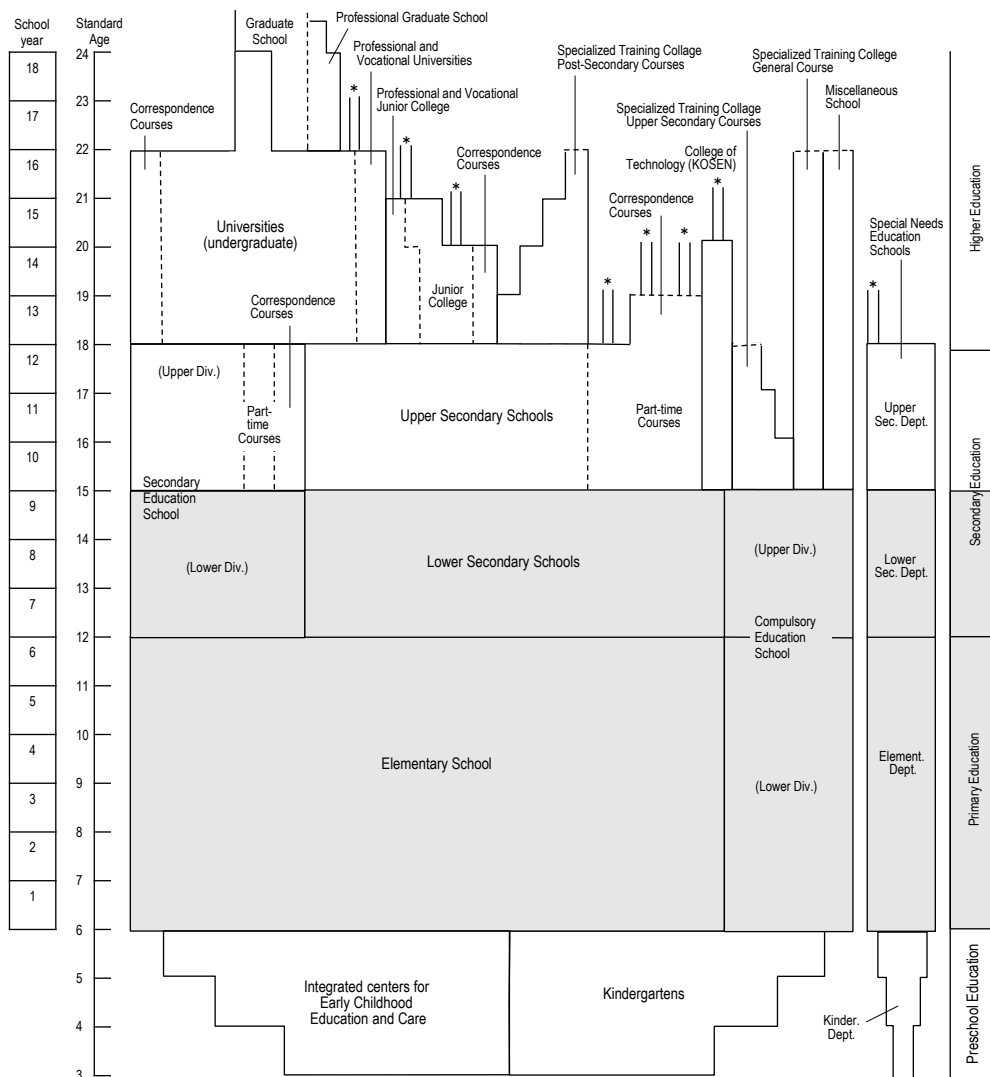 School
year
Standard
Age
18
17
16
15
14
13
12
11
10
9
8
7
6
5
4
3
2
1
24
23
22
21
20
19
18
17
16
15
14
13
12
11
10
9
8
7
6
5
4
3
Graduate
School
Professional Graduate School
Professional and
Vocational Universities
Professional and Vocational
Junior College
Correspondence
Courses
Universities
(undergraduate)
Correspondence
Courses
Correspondence
Courses
Junior
College
Specialized Training Collage
Post-Secondary Courses
Specialized Training Collage
Upper Secondary Courses
College of
Technology (KOSEN)
Correspondence
Courses
Specialized Training College
General Course
Miscellaneous
School
Special Needs
Education
Schools
*
*
*
*
*
*
*
*
(Upper Div.)
Part-
time
Courses
Upper Secondary Schools
Part-time
Courses
Upper
Sec. Dept.
Secondary
Education
School
(Lower Div.)
Lower Secondary Schools
(Upper Div.)
Lower
Sec. Dept.
Compulsory
Education
School
Elementary School
(Lower Div.)
Element.
Dept.
Integrated centers for
Early Childhood
Education and Care
Kindergartens
Kinder.
Dept.
Higher Education
Secondary Education
Primary Education
Preschool Education